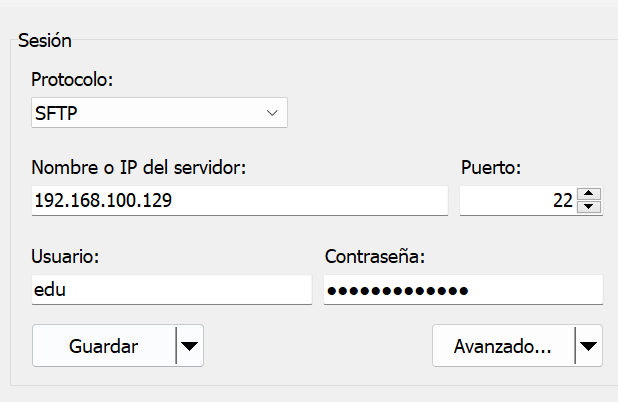 Sesión
Protocolo:
SFTP
Nombre o IP del servidor: Puerto:
192.168.100.129 22
Usuario: Contraseña:
edu ●●●●●●●●●●●●●
Guardar Avanzado...